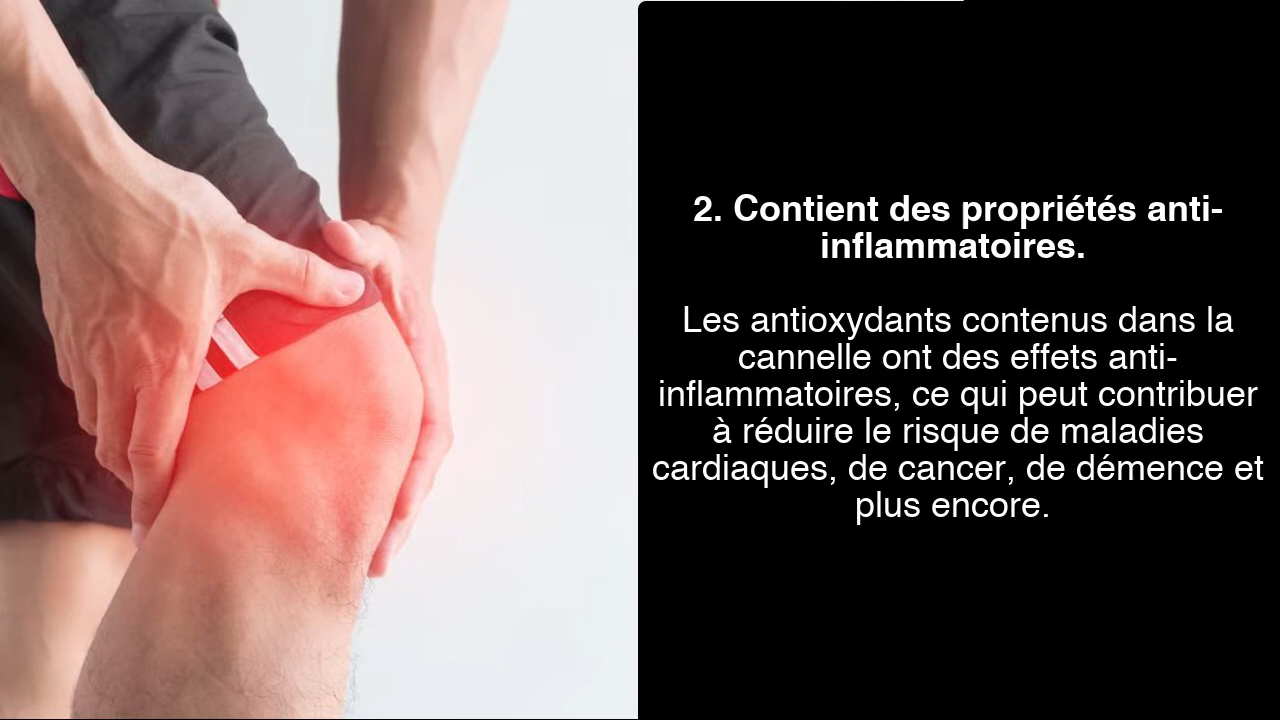 2. Contient des propriétés anti-
inflammatoires.
Les antioxydants contenus dans la
cannelle ont des effets anti-
inflammatoires, ce qui peut contribuer
à réduire le risque de maladies
cardiaques, de cancer, de démence et
plus encore.